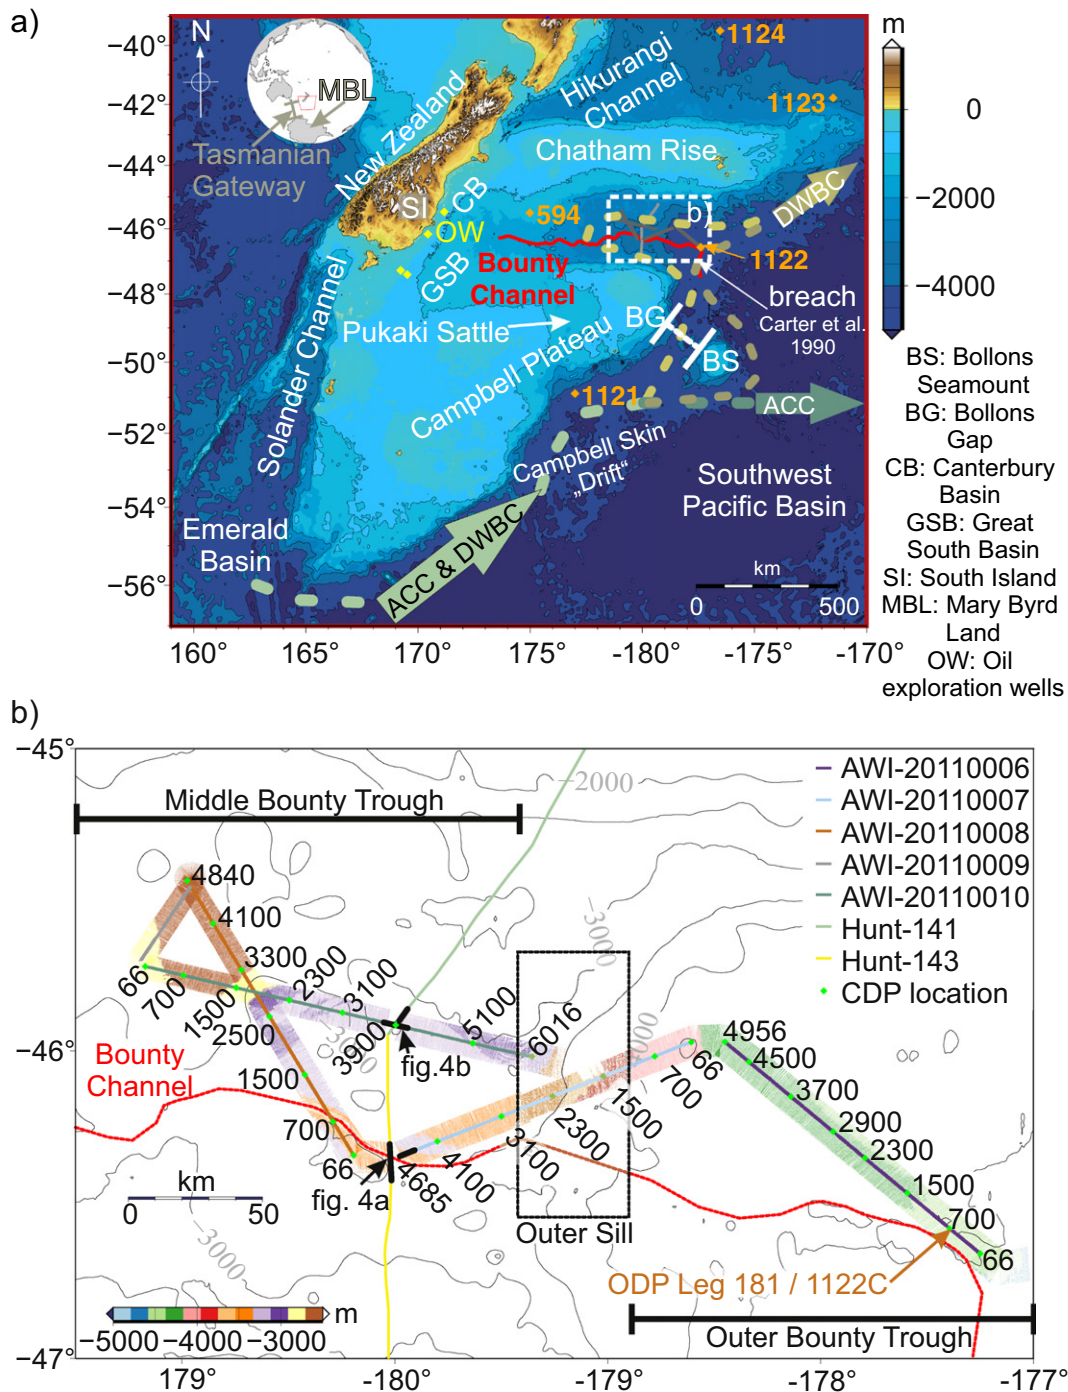 a)
N
m
−40°
−42°
−44°
−46°
−48°
−50°
−52°
−54°
−56°
160°
165°
170°
175°
-180°
-175°
-170°
MBL
Tasmanian
Gateway
New Zealand
Hikurangi
Channel
Chatham Rise
1124
1123
DWBC
SI
CB
OW
GSB
594
b)
1122
Bounty
Channel
breach
Carter et al.
1990
Solander Channel
Pukaki Sattle
BG
BS
Campbell Plateau
1121
ACC
Campbell Skin
„Drift“
Southwest
Pacific Basin
Emerald
Basin
ACC & DWBC
km
0
500
0
−2000
−4000
BS: Bollons
Seamount
BG: Bollons
Gap
CB: Canterbury
Basin
GSB: Great
South Basin
SI: South Island
MBL: Mary Byrd
Land
OW: Oil
exploration wells
b)
−45°
−46°
−47°
179°
-180°
-179°
-178°
-177°
Middle Bounty Trough
−2000
AWI-20110006
AWI-20110007
AWI-20110008
AWI-20110009
AWI-20110010
Hunt-141
Hunt-143
CDP location
4840
4100
3300
66
700
1500
2300
3100
3900
5100
6016
2500
1500
700
66
−3000
−3000
fig.4b
Bounty
Channel
fig. 4a
4685
4100
3100
2300
1500
700
66
4956
4500
3700
2900
2300
1500
700
66
km
0
50
−3000
Outer Sill
ODP Leg 181 / 1122C
m
−5000
−4000
−3000
Outer Bounty Trough